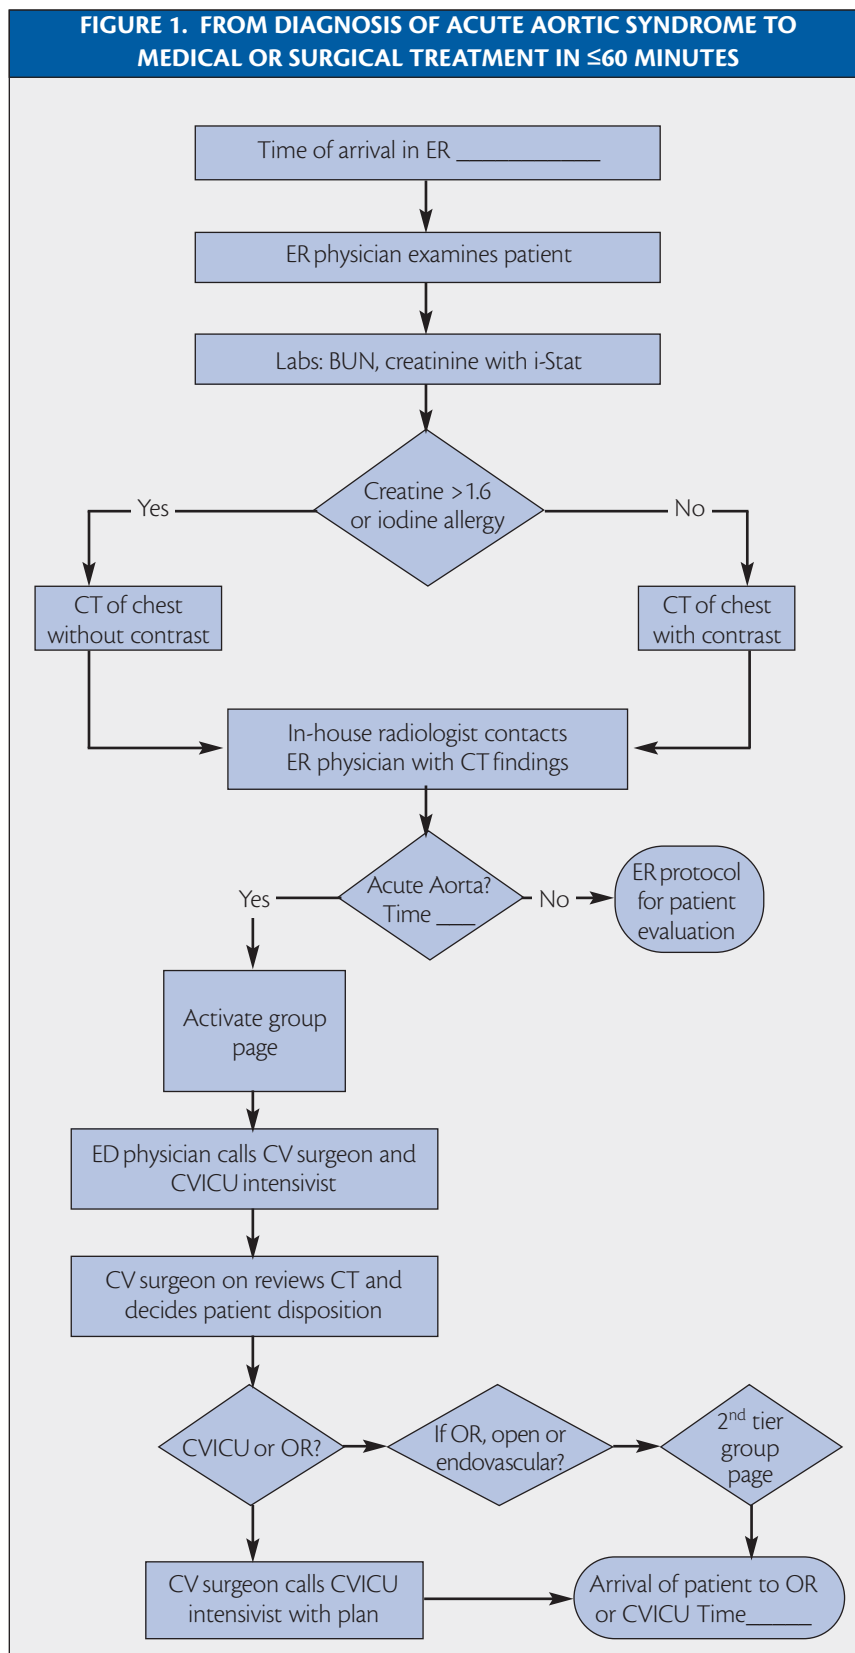 FIGURE 1. FROM DIAGNOSIS OF ACUTE AORTIC SYNDROME TO
MEDICAL OR SURGICAL TREATMENT IN ≤60 MINUTES
Time of arrival in ER ____________
ER physician examines patient
Labs: BUN, creatinine with i-Stat
Creatine >1.6
or iodine allergy
Yes
No
CT of chest
without contrast
CT of chest
with contrast
In-house radiologist contacts
ER physician with CT findings
Acute Aorta?
Time ___
Yes
No
ER protocol
for patient
evaluation
Activate group
page
ED physician calls CV surgeon and
CVICU intensivist
CV surgeon on reviews CT and
decides patient disposition
CVICU or OR?
If OR, open or
endovascular?
2nd tier
group
page
CV surgeon calls CVICU
intensivist with plan
Arrival of patient to OR
or CVICU Time_____